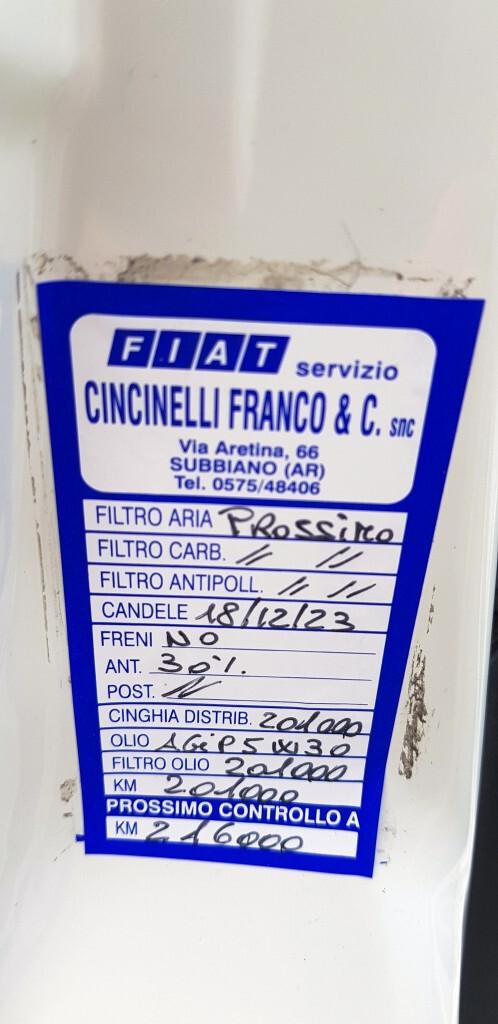 FIAT servizio
CINCINELLI FRANCO & C. snc
Via Aretina, 66
SUBBIANO (AR)
Tel. 0575/48406
FILTRO ARIA PROSSIMO
FILTRO CARB. // //
FILTRO ANTIPOLL. // //
CANDELE 18/12/23
FRENI NO
ANT. 30%.
POST.
CINGHIA DISTRIB. 201000
OLIO AGiP 5W30
FILTRO OLIO 201000
KM 201000
PROSSIMO CONTROLLO A
KM 216000